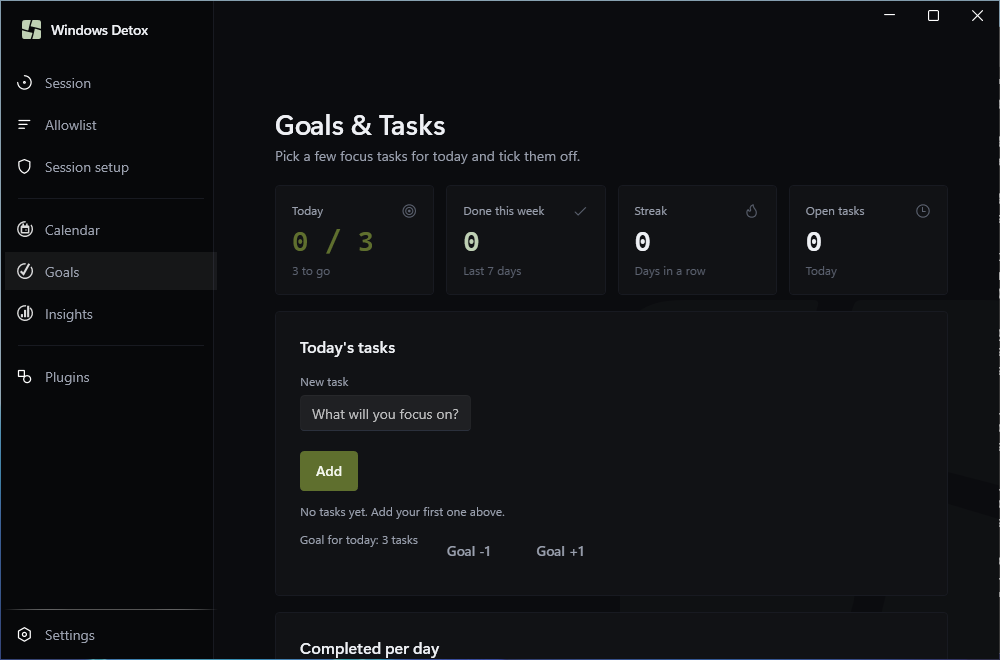 Windows Detox
Session
Allowlist
Session setup
Calendar
Goals
Insights
Plugins
Settings
Goals & Tasks
Pick a few focus tasks for today and tick them off.
Today
0 / 3
3 to go
Done this week
0
Last 7 days
Streak
0
Days in a row
Open tasks
0
Today
Today's tasks
New task
What will you focus on?
Add
No tasks yet. Add your first one above.
Goal for today: 3 tasks
Goal -1
Goal +1
Completed per day